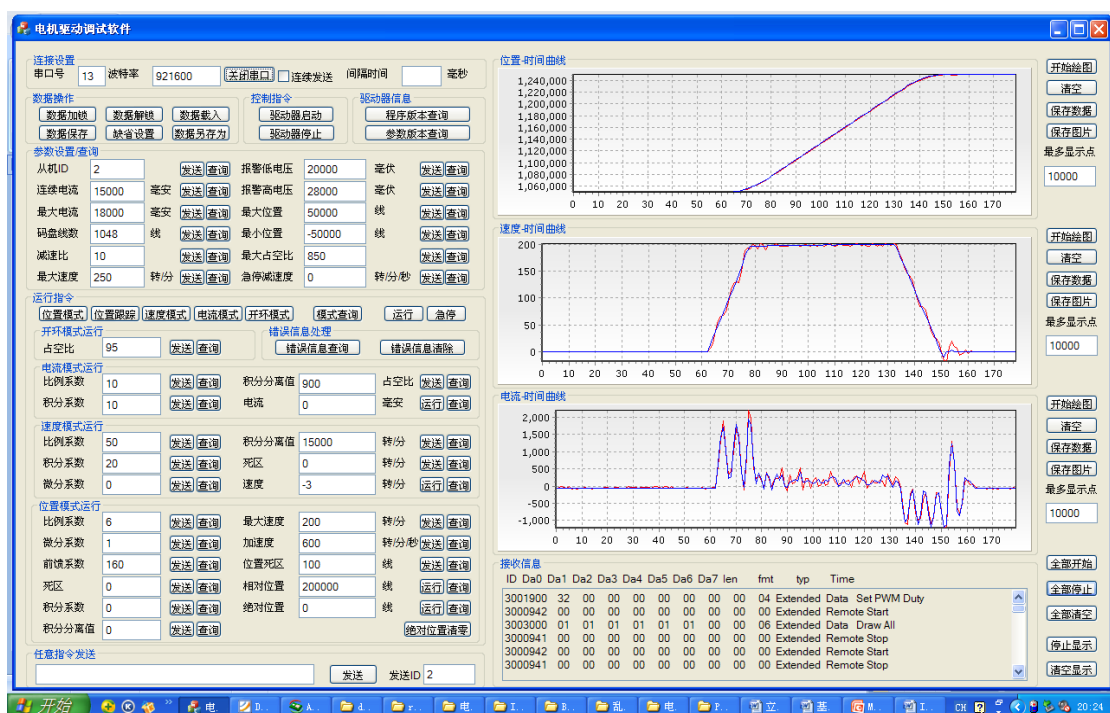 电机驱动调试软件
连接设置
串口号 13 波特率 921600 关闭串口 连续发送 间隔时间 毫秒
数据操作 控制指令 驱动器信息
数据加锁 数据解锁 数据载入 驱动器启动 程序版本查询
数据保存 缺省设置 数据另存为 驱动器停止 参数版本查询
参数设置/查询
从机ID 2 发送 查询 报警低电压 20000 毫伏 发送 查询
连续电流 15000 毫安 发送 查询 报警高电压 28000 毫伏 发送 查询
最大电流 18000 毫安 发送 查询 最大位置 50000 线 发送 查询
码盘线数 1048 线 发送 查询 最小位置 -50000 线 发送 查询
减速比 10 发送 查询 最大占空比 850 发送 查询
最大速度 250 转/分 发送 查询 急停减速度 0 转/分/秒 发送 查询
运行指令
位置模式 位置跟踪 速度模式 电流模式 开环模式 模式查询 运行 急停
开环模式运行 错误信息处理
占空比 95 发送 查询 错误信息查询 错误信息清除
电流模式运行
比例系数 10 发送 查询 积分分离值 900 占空比 发送 查询
积分系数 10 发送 查询 电流 0 毫安 运行 查询
速度模式运行
比例系数 50 发送 查询 积分分离值 15000 转/分 发送 查询
积分系数 20 发送 查询 死区 0 转/分 发送 查询
微分系数 0 发送 查询 速度 -3 转/分 运行 查询
位置模式运行
比例系数 6 发送 查询 最大速度 200 转/分 发送 查询
微分系数 1 发送 查询 加速度 600 转/分/秒 发送 查询
前馈系数 160 发送 查询 位置死区 100 线 发送 查询
死区 0 发送 查询 相对位置 200000 线 运行 查询
积分系数 0 发送 查询 绝对位置 0 线 运行 查询
积分分离值 0 发送 查询 绝对位置清零
任意指令发送
发送 发送ID 2
位置-时间曲线
1,240,000
1,220,000
1,200,000
1,180,000
1,160,000
1,140,000
1,120,000
1,100,000
1,080,000
1,060,000
0 10 20 30 40 50 60 70 80 90 100 110 120 130 140 150 160 170
开始绘图
清空
保存数据
保存图片
最多显示点
10000
速度-时间曲线
200
150
100
50
0
0 10 20 30 40 50 60 70 80 90 100 110 120 130 140 150 160 170
开始绘图
清空
保存数据
保存图片
最多显示点
10000
电流-时间曲线
2,000
1,500
1,000
500
0
-500
-1,000
0 10 20 30 40 50 60 70 80 90 100 110 120 130 140 150 160 170
开始绘图
清空
保存数据
保存图片
最多显示点
10000
接收信息
ID Da0 Da1 Da2 Da3 Da4 Da5 Da6 Da7 len fmt typ Time
3001900 32 00 00 00 00 00 00 00 04 Extended Data Set PWM Duty
3000942 00 00 00 00 00 00 00 00 00 Extended Remote Start
3003000 01 01 01 01 01 01 00 00 06 Extended Data Draw All
3000941 00 00 00 00 00 00 00 00 00 Extended Remote Stop
3000942 00 00 00 00 00 00 00 00 00 Extended Remote Start
3000941 00 00 00 00 00 00 00 00 00 Extended Remote Stop
全部开始
全部停止
全部清空
停止显示
清空显示
开始 电 D.. A.. d.. r.. 电. I.. B.. 乱. 电. P.. 立 基. M.. I.. CH 20:24